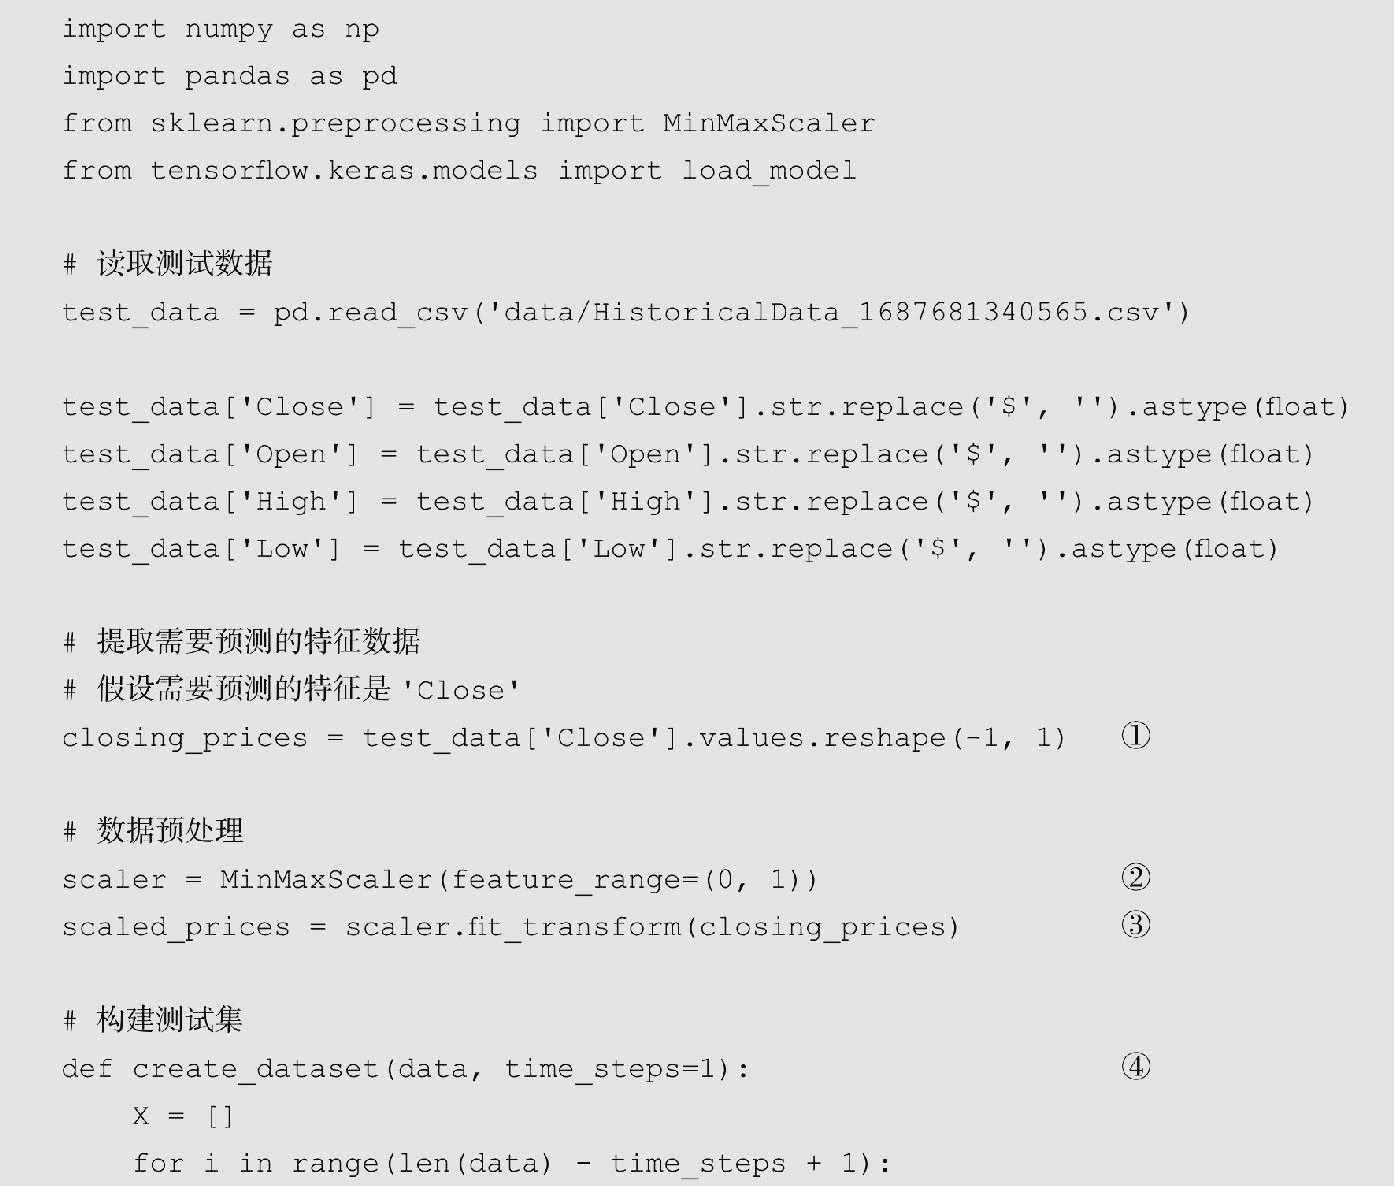 import numpy as np
import pandas as pd
from sklearn.preprocessing import MinMaxScaler
from tensorflow.keras.models import load_model
# 读取测试数据
test_data = pd.read_csv('data/HistoricalData_1687681340565.csv')
test_data['Close'] = test_data['Close'].str.replace('$', '').astype(float)
test_data['Open'] = test_data['Open'].str.replace('$', '').astype(float)
test_data['High'] = test_data['High'].str.replace('$', '').astype(float)
test_data['Low'] = test_data['Low'].str.replace('$', '').astype(float)
# 提取需要预测的特征数据
# 假设需要预测的特征是'Close'
closing_prices = test_data['Close'].values.reshape(-1, 1) ①
# 数据预处理
scaler = MinMaxScaler(feature_range=(0, 1)) ②
scaled_prices = scaler.fit_transform(closing_prices) ③
# 构建测试集
def create_dataset(data, time_steps=1): ④
    X = []
    for i in range(len(data) - time_steps + 1):